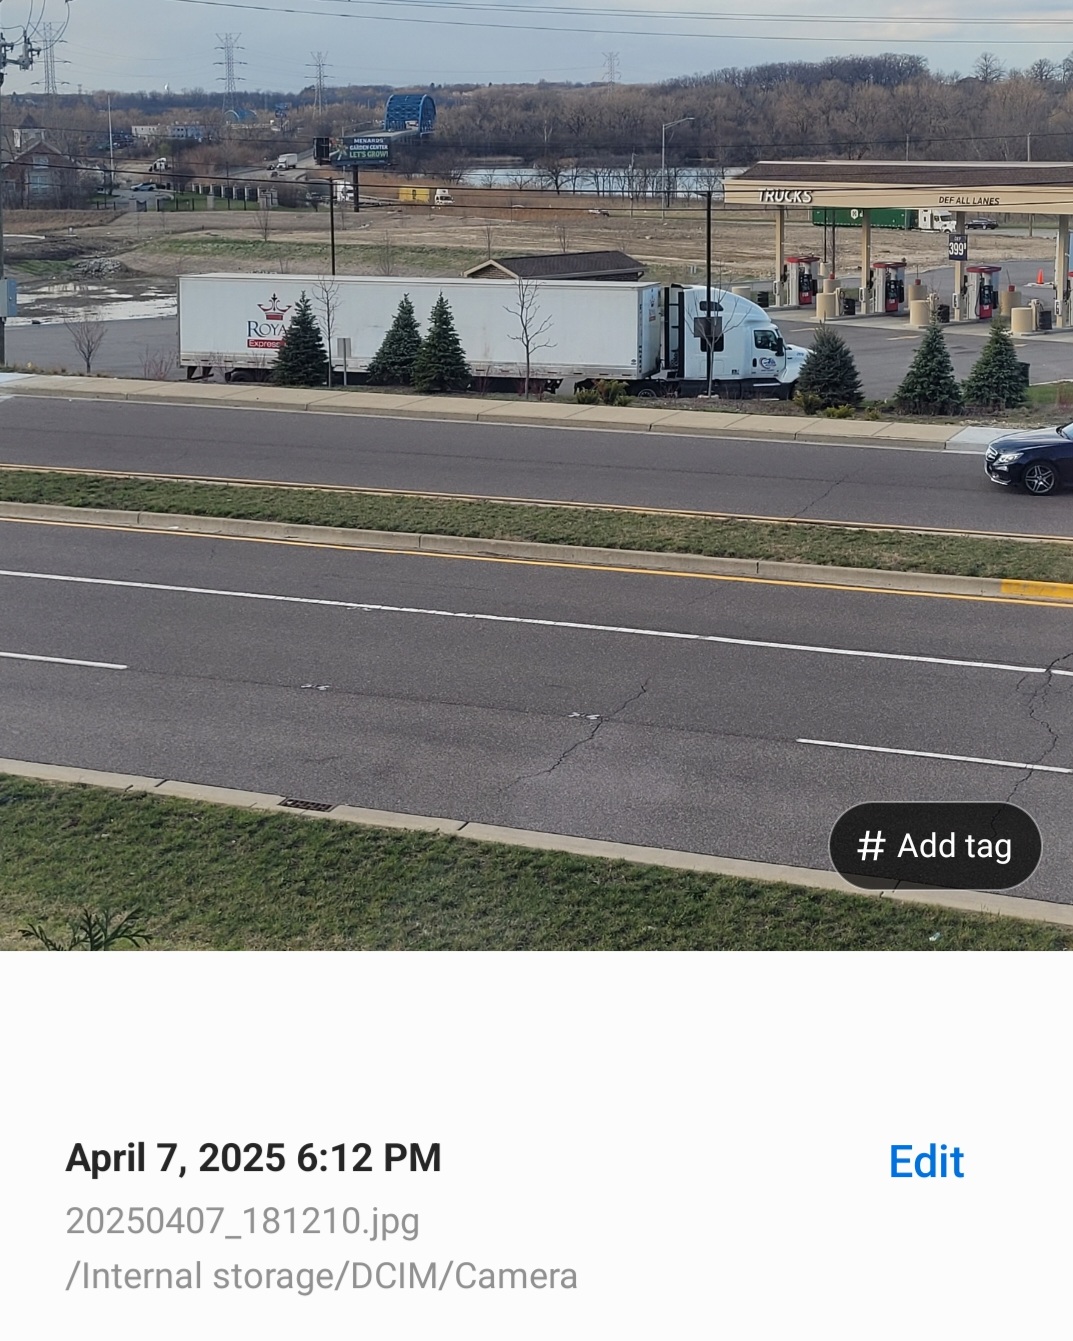 MENARDS
GARDEN CENTER
LET'S GROW!
TRUCKS
DEF ALL LANES
399
ROYA
Express
# Add tag
April 7, 2025 6:12 PM
Edit
20250407_181210.jpg
/Internal storage/DCIM/Camera